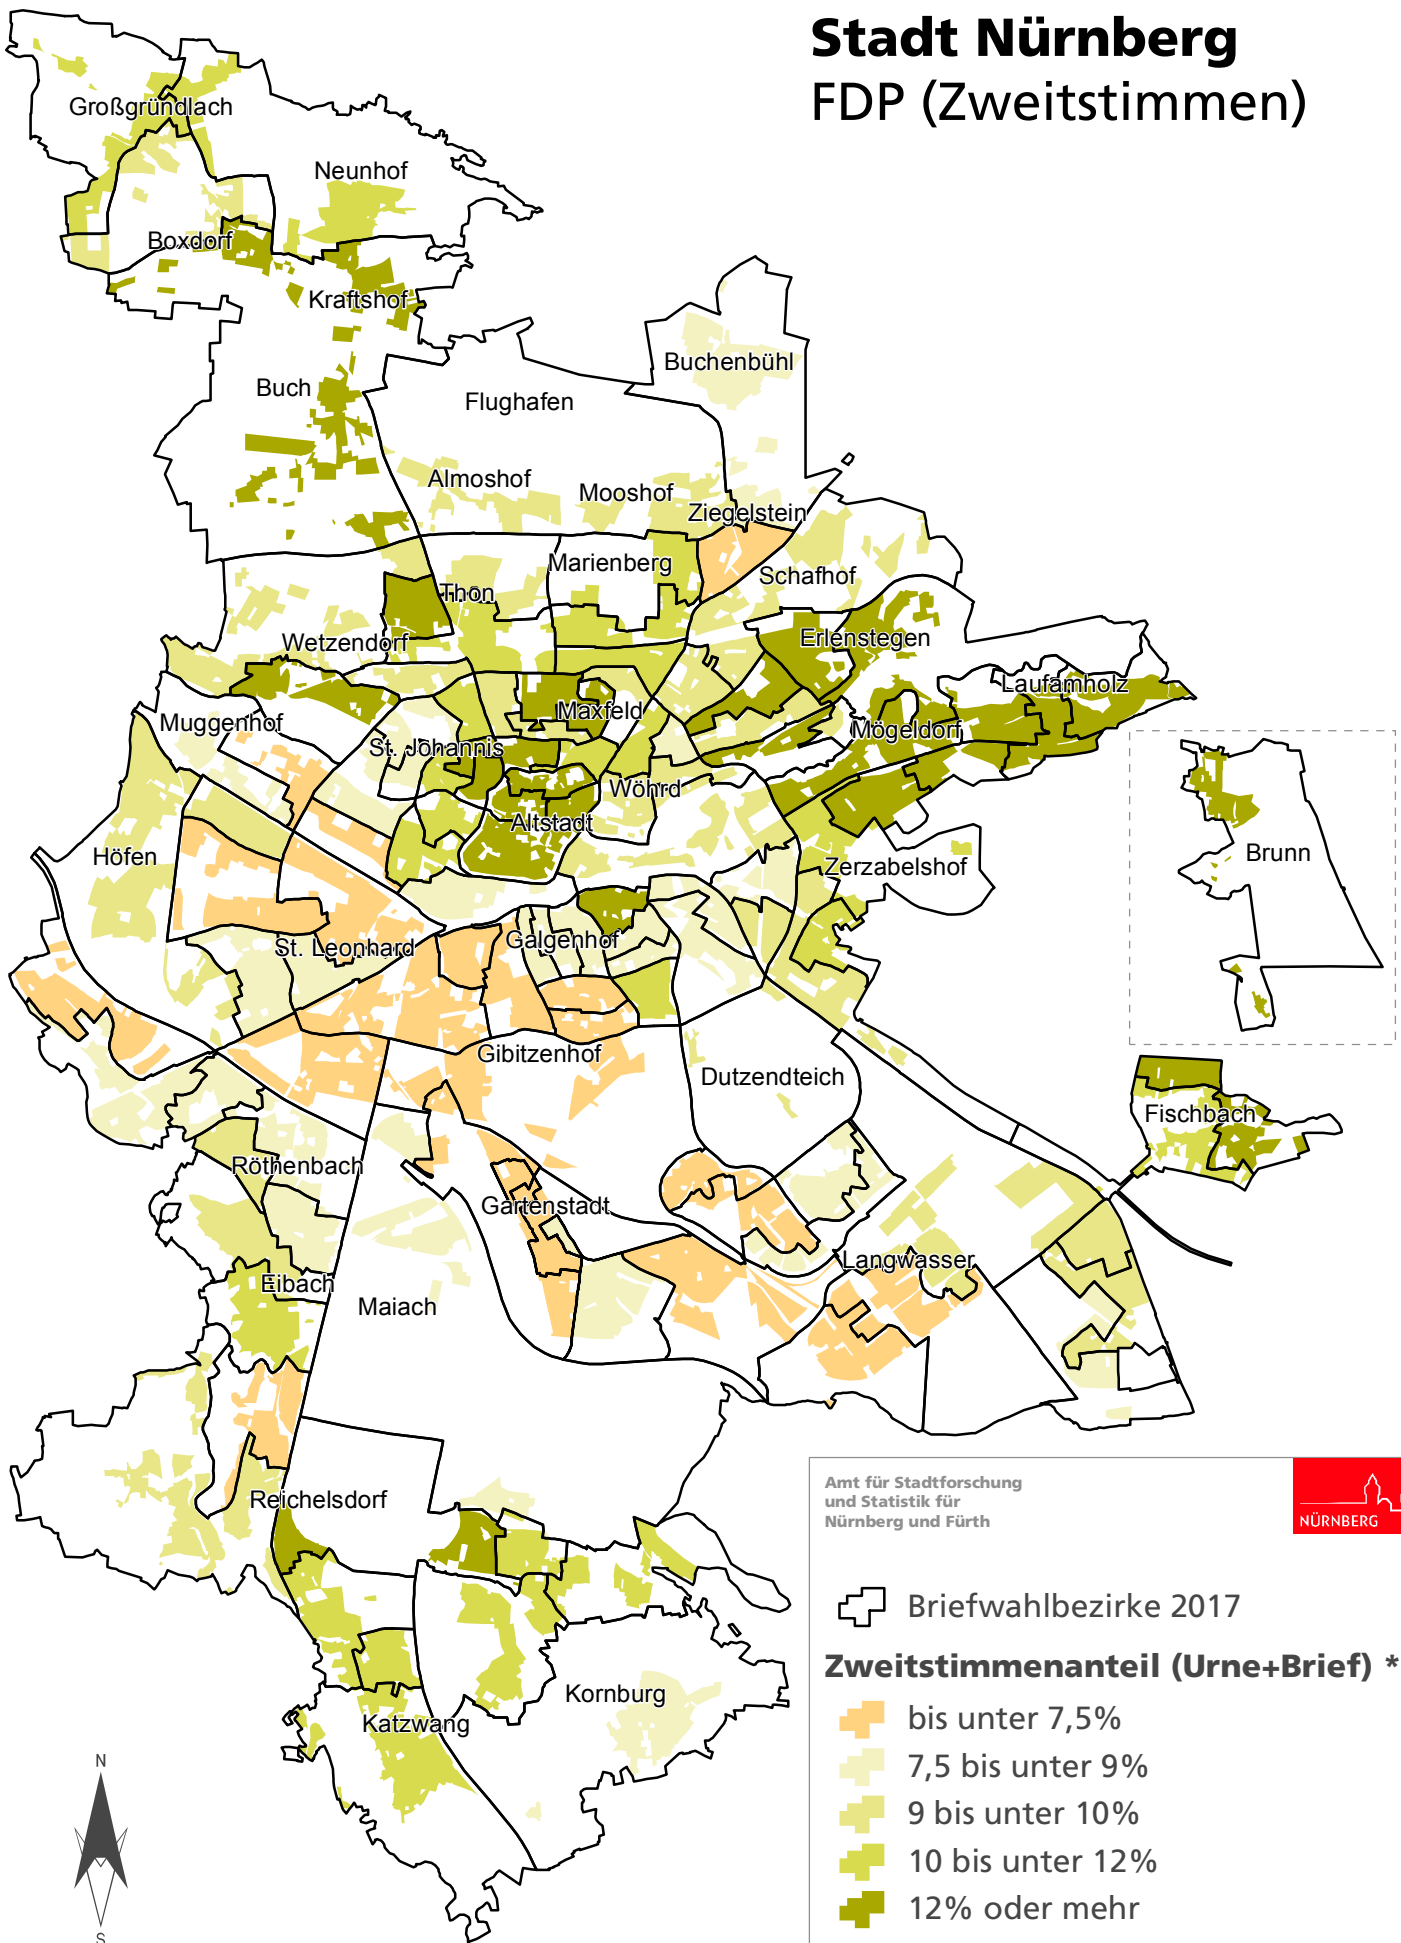 Stadt Nürnberg
FDP (Zweitstimmen)
Großgründlach
Neunhof
Boxdorf
Kraftshof
Buchenbühl
Buch
Flughafen
Almoshof
Mooshof
Ziegelstein
Marienberg
Schafhof
Thon
Wetzendorf
Erlenstegen
Laufamholz
Maxfeld
Muggenhof
Mögeldorf
St. Johannis
Wöhrd
Altstadt
Höfen
Zerzabelshof
Brunn
St. Leonhard
Galgenhof
Gibitzenhof
Dutzendteich
Fischbach
Röthenbach
Gartenstadt
Langwasser
Eibach
Maiach
Reichelsdorf
Kornburg
Katzwang
Amt für Stadtforschung
und Statistik für
Nürnberg und Fürth
NÜRNBERG
Briefwahlbezirke 2017
Zweitstimmenanteil (Urne+Brief) *
bis unter 7,5%
7,5 bis unter 9%
9 bis unter 10%
10 bis unter 12%
12% oder mehr
N
S